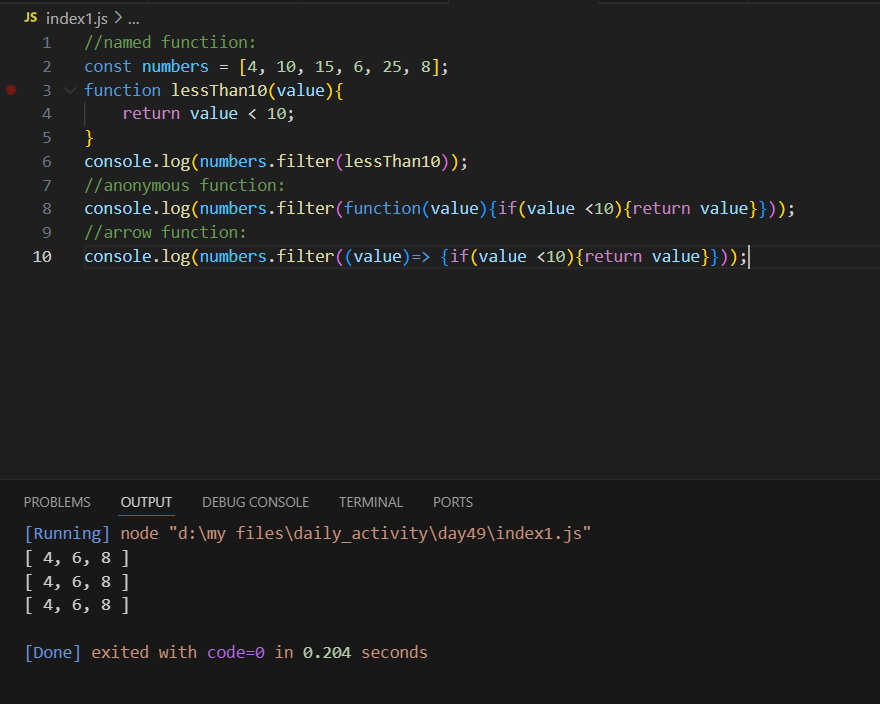 JS index1.js > ...
1 //named functiion:
2 const numbers = [4, 10, 15, 6, 25, 8];
3 function lessThan10(value){
4 return value < 10;
5 }
6 console.log(numbers.filter(lessThan10));
7 //anonymous function:
8 console.log(numbers.filter(function(value){if(value <10){return value}}));
9 //arrow function:
10 console.log(numbers.filter((value)=> {if(value <10){return value}}));
PROBLEMS OUTPUT DEBUG CONSOLE TERMINAL PORTS
[Running] node "d:\my files\daily_activity\day49\index1.js"
[ 4, 6, 8 ]
[ 4, 6, 8 ]
[ 4, 6, 8 ]
[Done] exited with code=0 in 0.204 seconds